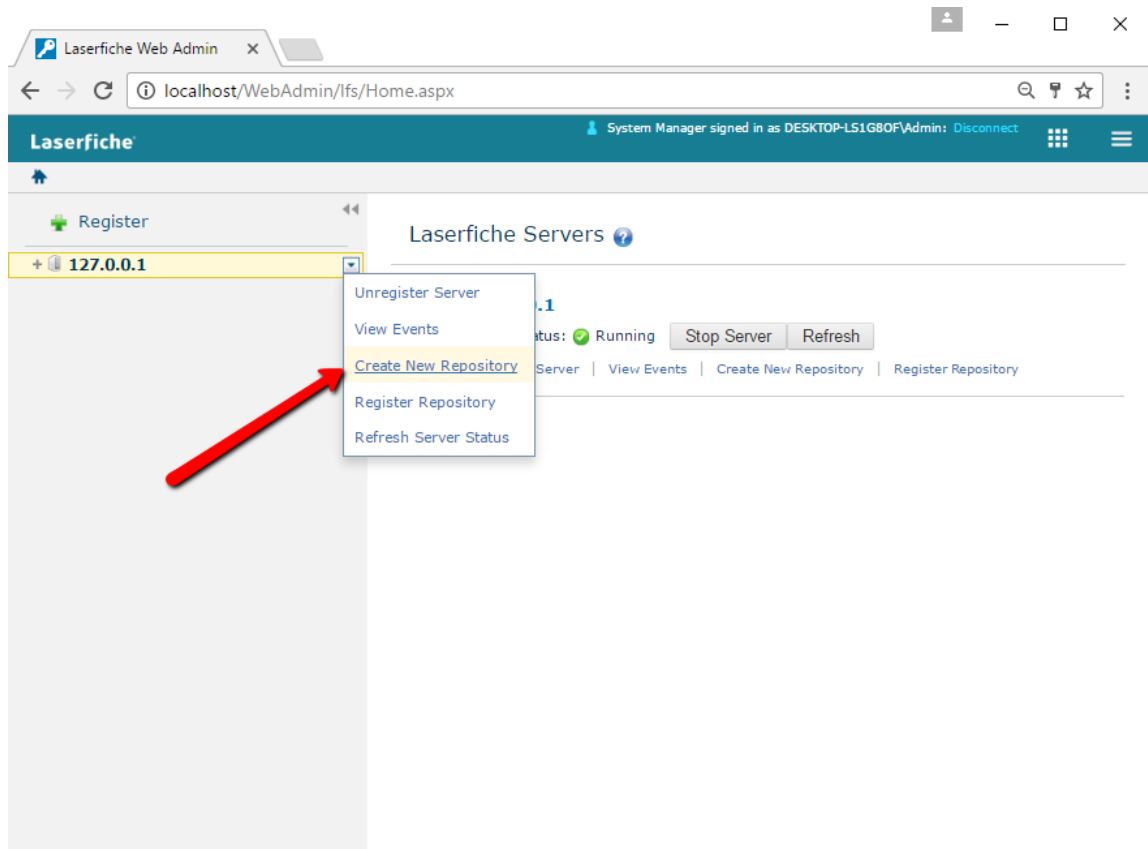 Laserfiche Web Admin
localhost/WebAdmin/lfs/Home.aspx
Laserfiche
System Manager signed in as DESKTOP-LS1G8OF\Admin: Disconnect
Register
Laserfiche Servers
127.0.0.1
Unregister Server
.1
View Events
atus: Running Stop Server Refresh
Create New Repository
Server | View Events | Create New Repository | Register Repository
Register Repository
Refresh Server Status